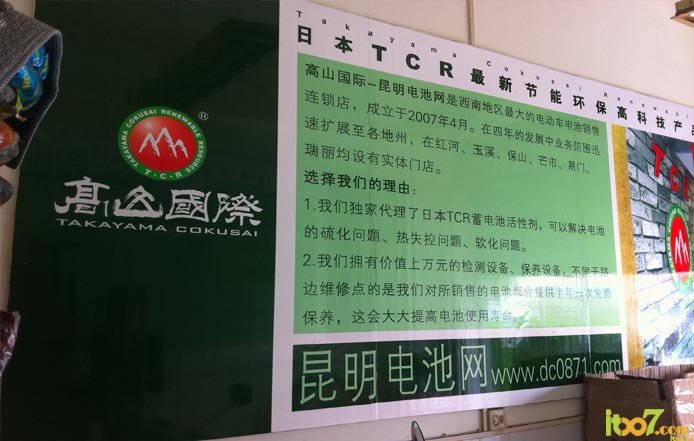 TAKAYAMA COKUSAI RENEWABLE RESOURCE
T·C·R
®
高山國際
TAKAYAMA COKUSAI
Takayama Cokusai Renewab
日本TCR最新节能环保高科技产品
高山国际-昆明电池网是西南地区最大的电动车电池销售
连锁店，成立于2007年4月。在四年的发展中业务范围迅
速扩展至各地州，在红河、玉溪、保山、芒市、易门、
瑞丽均设有实体门店。
选择我们的理由：
1.我们独家代理了日本TCR蓄电池活性剂，可以解决电池
的硫化问题、热失控问题、软化问题。
2.我们拥有价值上万元的检测设备、保养设备，不同于路
边维修点的是我们对所销售的电池都会提供半年一次免费
保养，这会大大提高电池使用寿命。
昆明电池网www.dc0871.com
TCR
itxo7.com